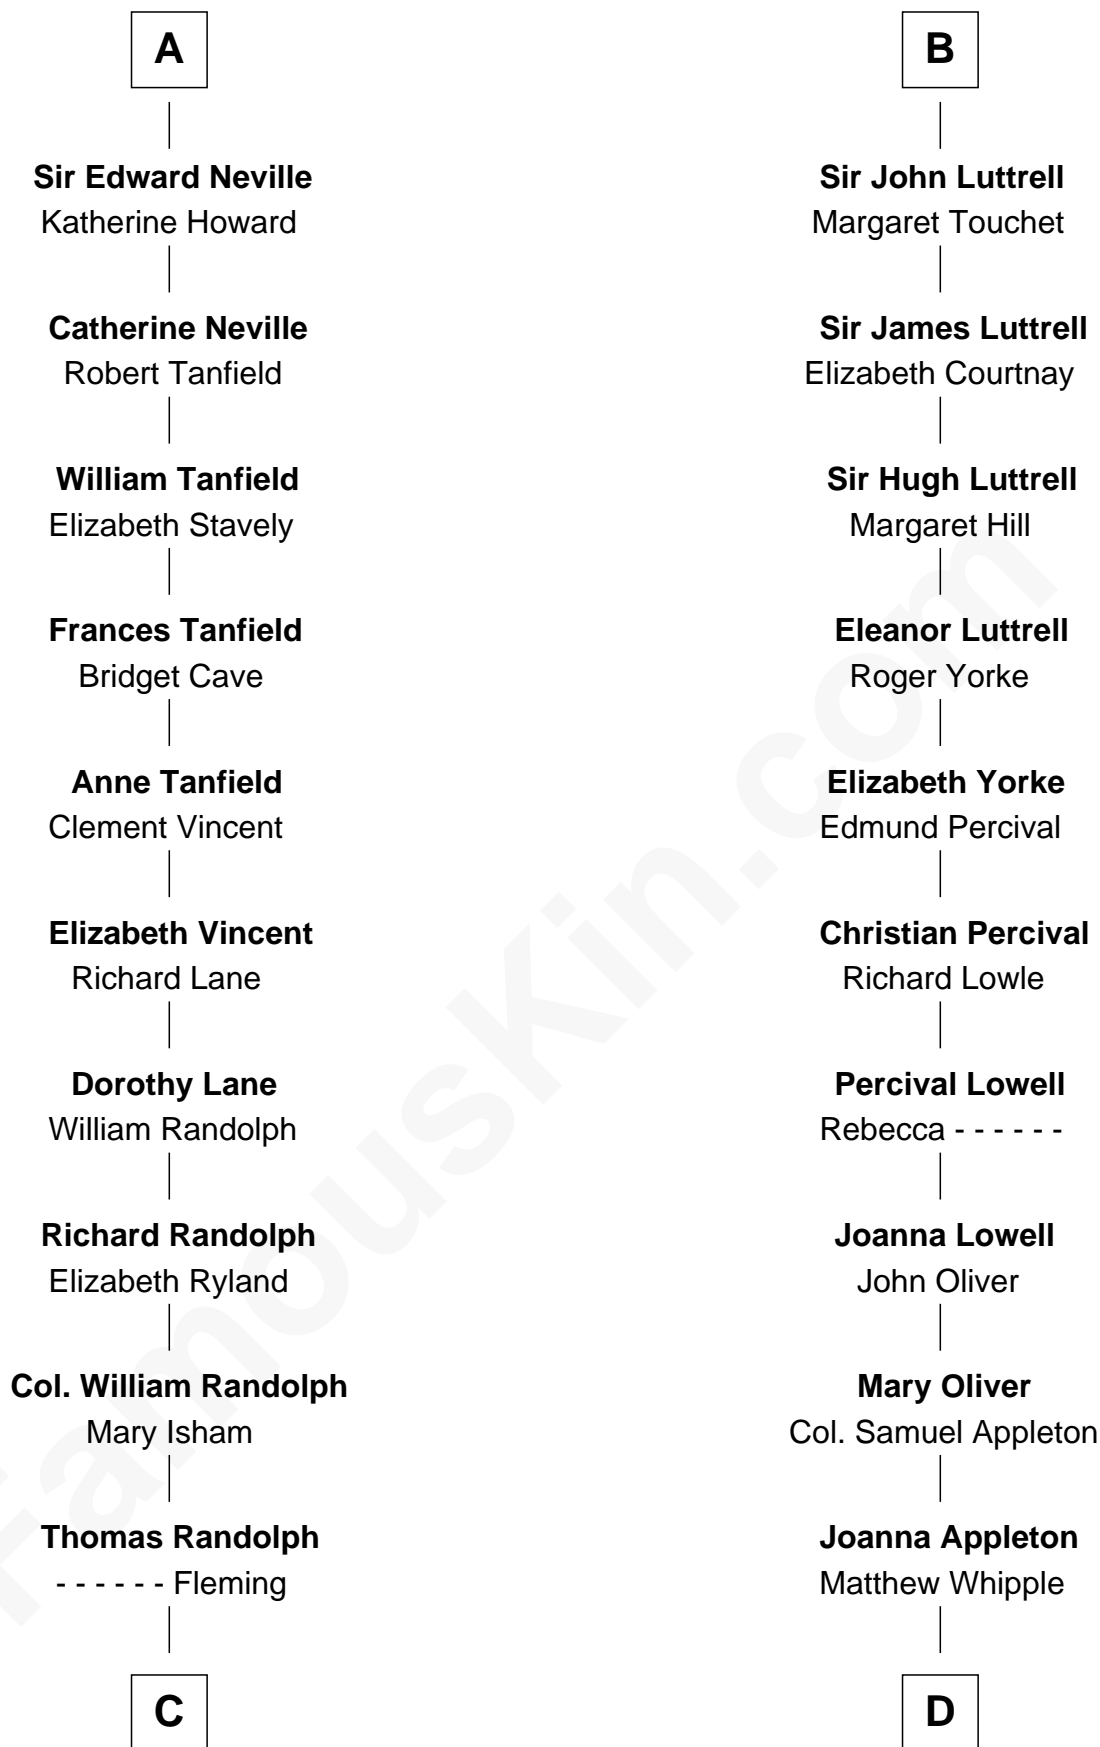 A
Sir Edward Neville
Katherine Howard
Catherine Neville
Robert Tanfield
William Tanfield
Elizabeth Stavely
Frances Tanfield
Bridget Cave
Anne Tanfield
Clement Vincent
Elizabeth Vincent
Richard Lane
Dorothy Lane
William Randolph
Richard Randolph
Elizabeth Ryland
Col. William Randolph
Mary Isham
Thomas Randolph
- - - - - - Fleming
C
B
Sir John Luttrell
Margaret Touchet
Sir James Luttrell
Elizabeth Courtnay
Sir Hugh Luttrell
Margaret Hill
Eleanor Luttrell
Roger Yorke
Elizabeth Yorke
Edmund Percival
Christian Percival
Richard Lowle
Percival Lowell
Rebecca - - - - - -
Joanna Lowell
John Oliver
Mary Oliver
Col. Samuel Appleton
Joanna Appleton
Matthew Whipple
D
FamousKin.com